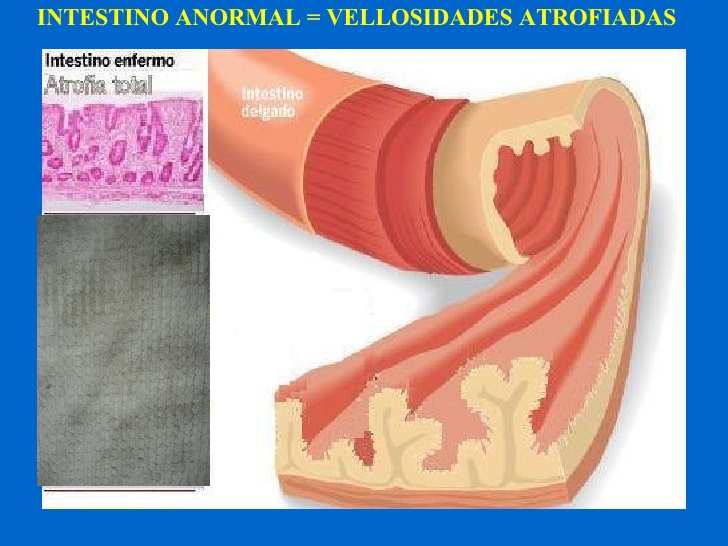 INTESTINO ANORMAL = VELLOSIDADES ATROFIADAS
Intestino enfermo
Atrofia total
Intestino
delgado